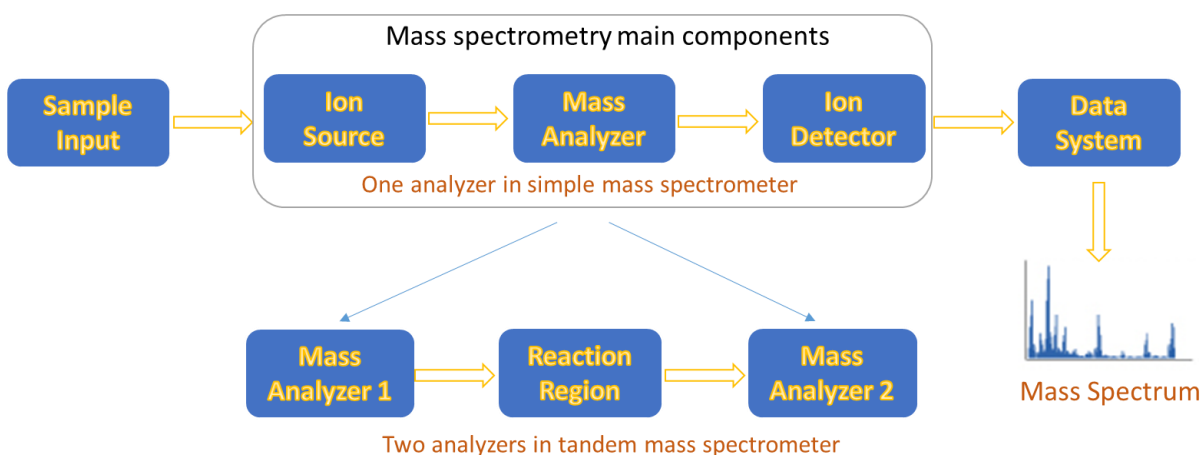 Mass spectrometry main components
Sample
Input
Ion
Source
Mass
Analyzer
Ion
Detector
Data
System
One analyzer in simple mass spectrometer
Mass
Analyzer 1
Reaction
Region
Mass
Analyzer 2
Mass Spectrum
Two analyzers in tandem mass spectrometer